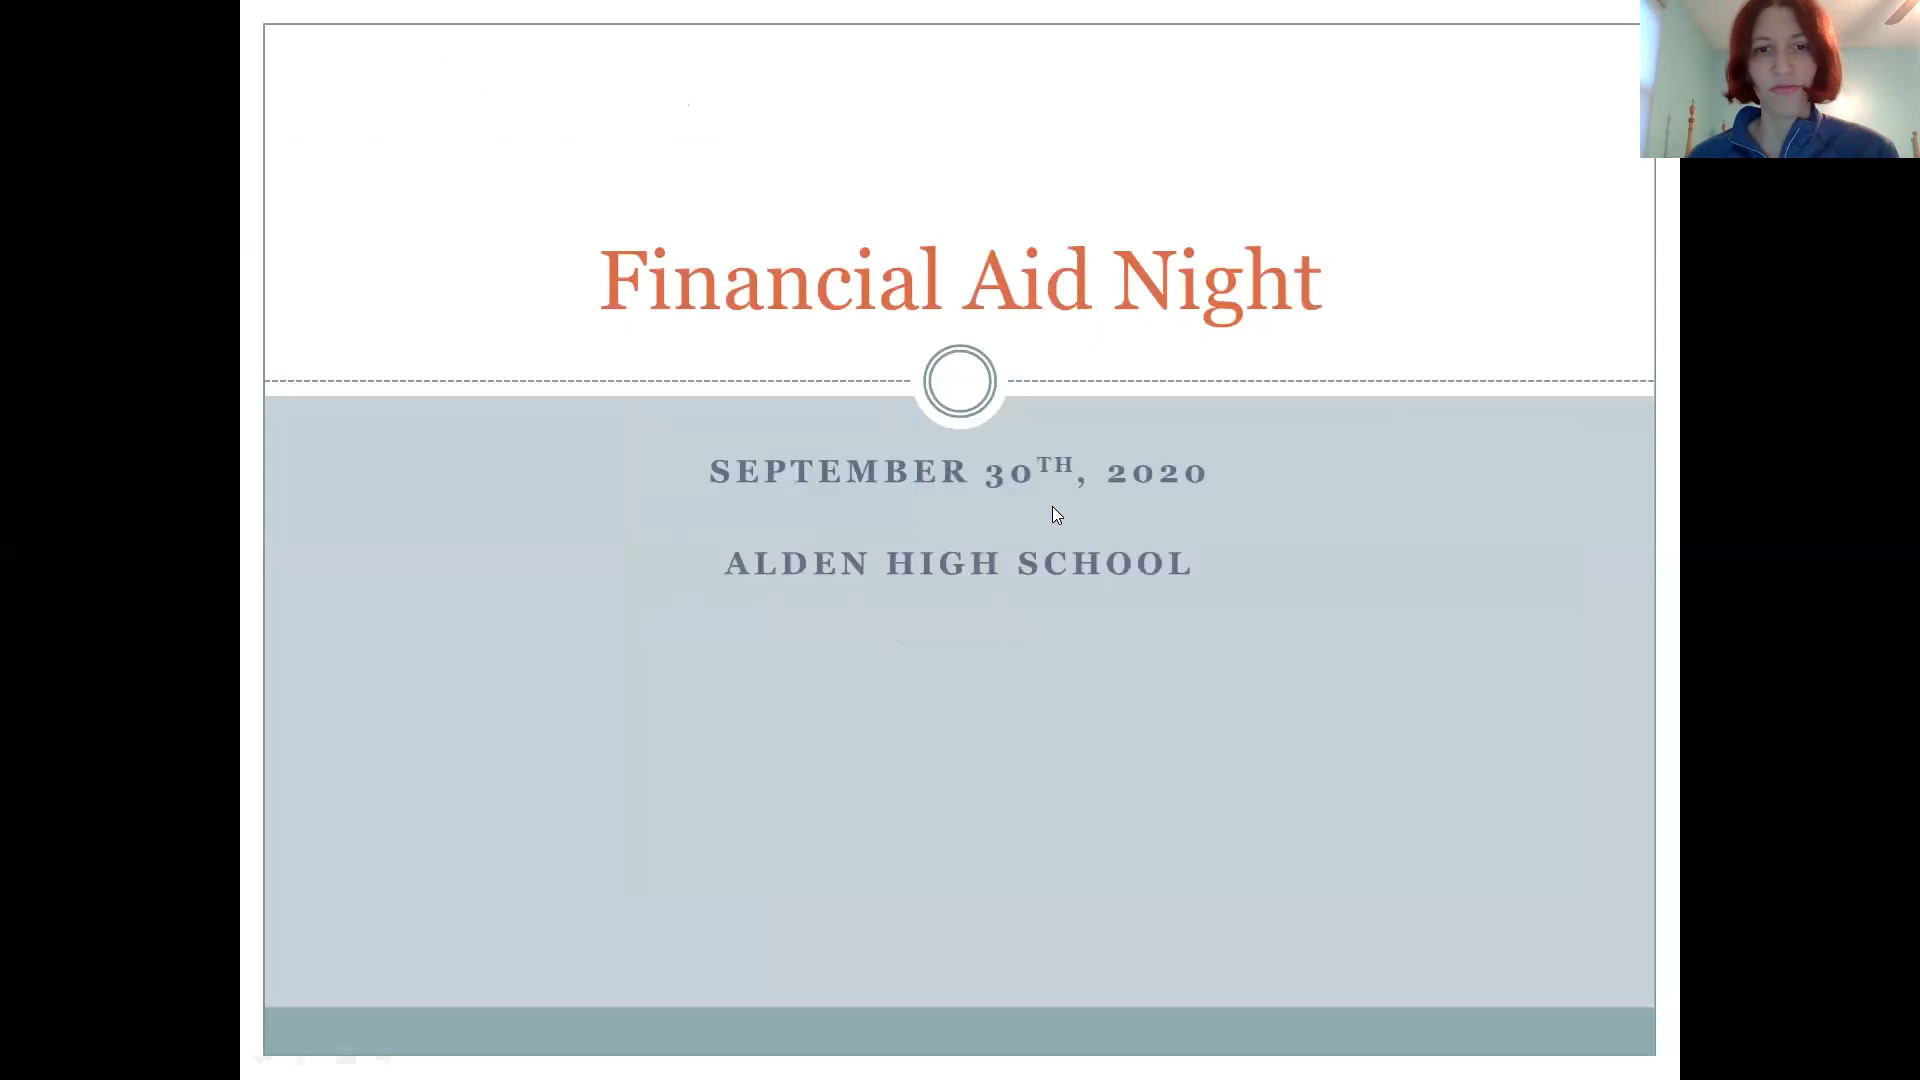 Financial Aid Night
SEPTEMBER 30TH, 2020
ALDEN HIGH SCHOOL